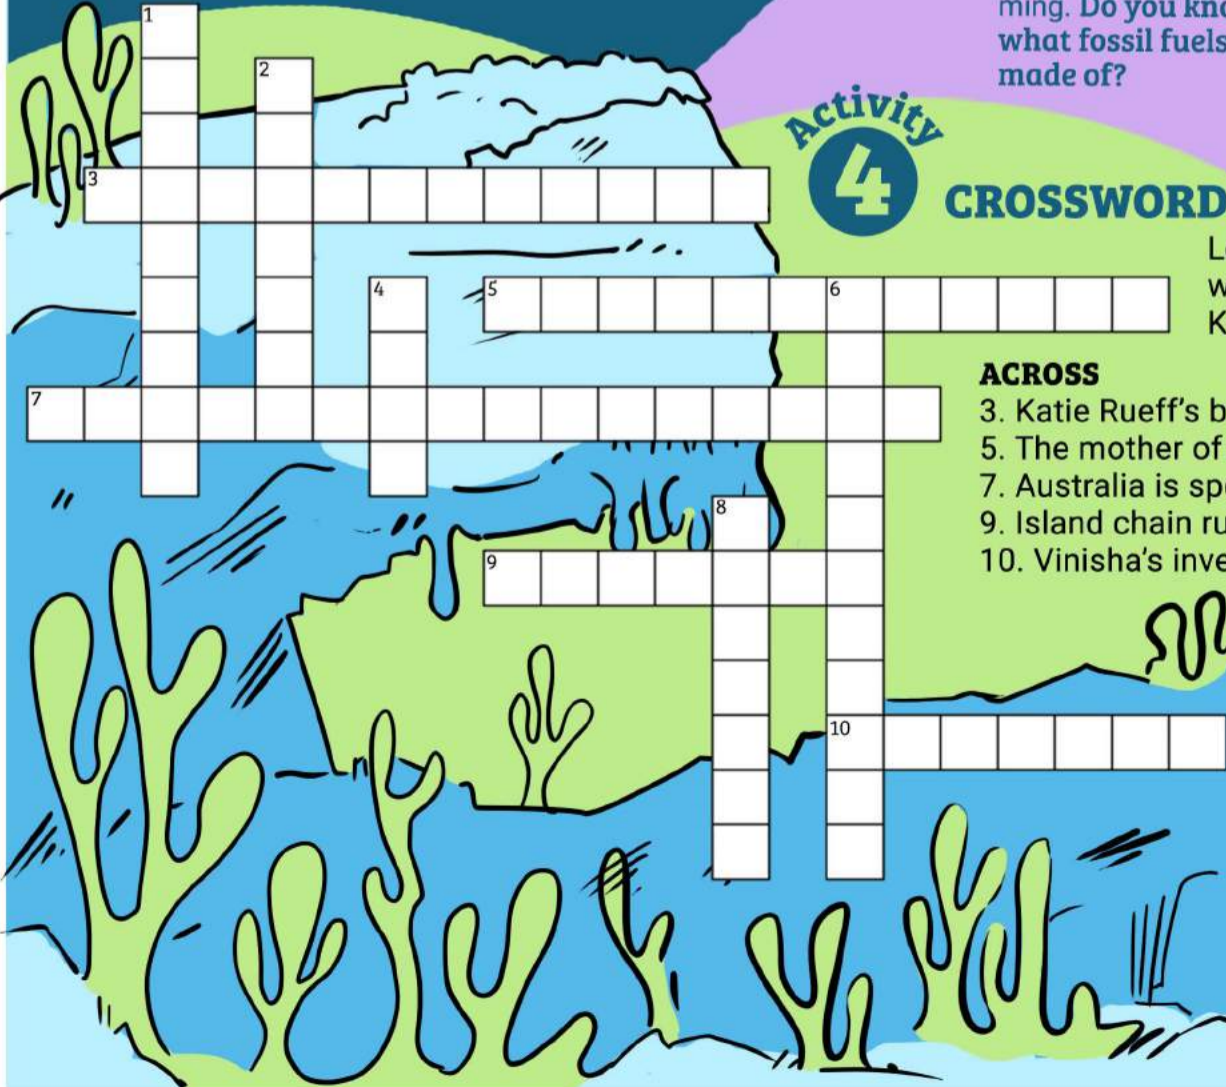 ming. Do you kno
what fossil fuels
made of?
Activity
4
CROSSWORD
L
w
K
1
2
3
4
5
6
7
8
9
10
ACROSS
3. Katie Rueff's b
5. The mother of
7. Australia is sp
9. Island chain ru
10. Vinisha's inve